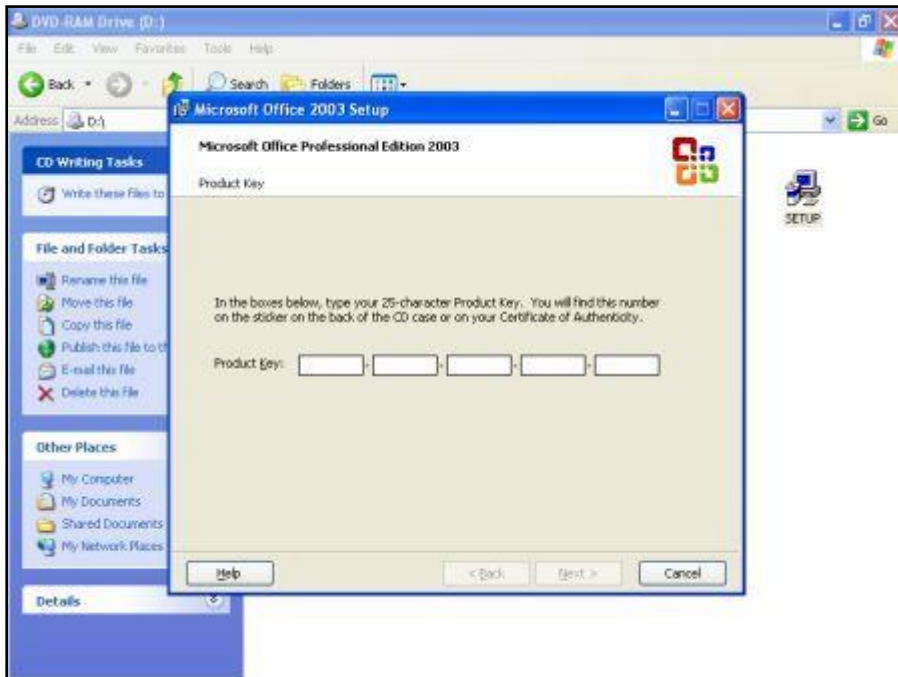 DVD-RAM Drive (D:)
File Edit View Favorites Tools Help
Back Search Folders
Address D:\ Go
CD Writing Tasks
Write these files to
File and Folder Tasks
Rename this file
Move this file
Copy this file
Publish this file to th
E-mail this file
Delete this file
Other Places
My Computer
My Documents
Shared Documents
My Network Places
Details
SETUP
Microsoft Office 2003 Setup
Microsoft Office Professional Edition 2003
Product Key
In the boxes below, type your 25-character Product Key. You will find this number
on the sticker on the back of the CD case or on your Certificate of Authenticity.
Product Key: - - - -
Help < Back Next > Cancel